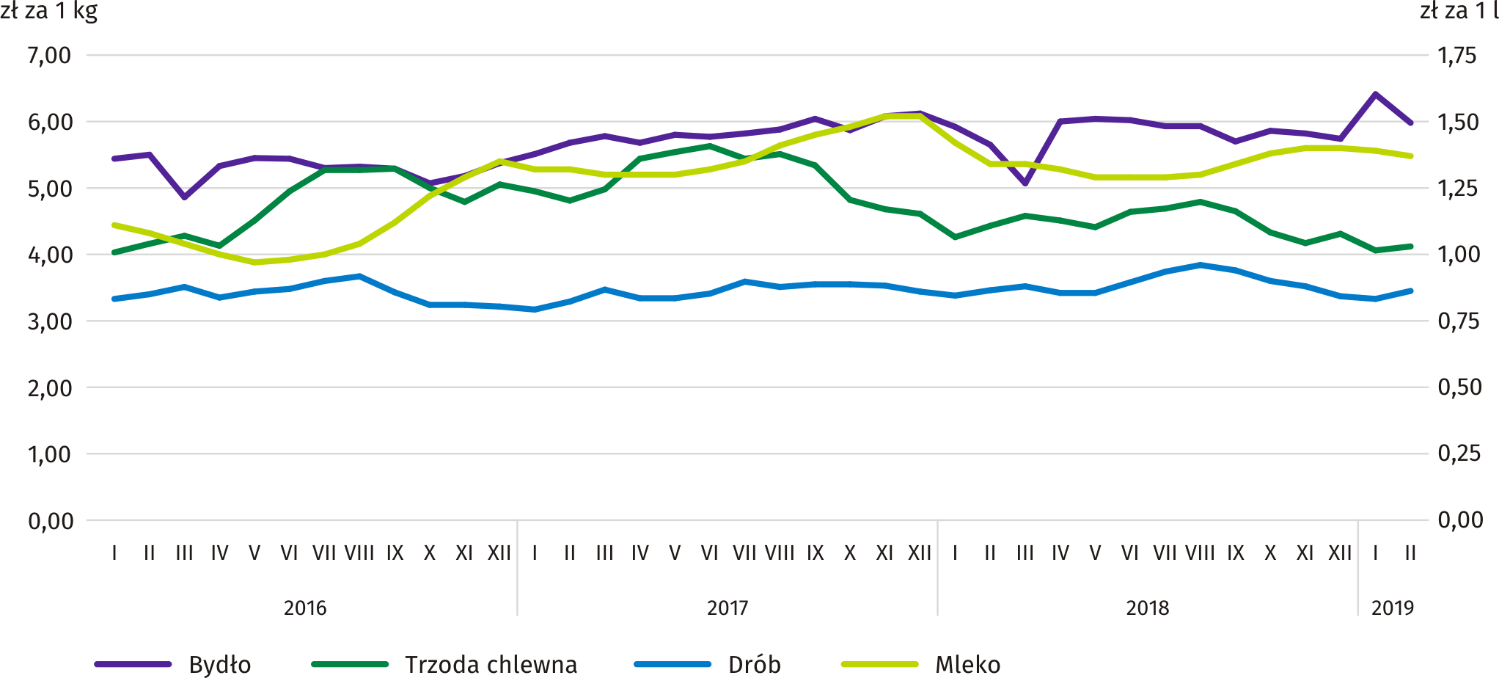 zł za 1 kg zł za 1 l
7,00 1,75
6,00 1,50
5,00 1,25
4,00 1,00
3,00 0,75
2,00 0,50
1,00 0,25
0,00 0,00
I II III IV V VI VII VIII IX X XI XII I II III IV V VI VII VIII IX X XI XII I II III IV V VI VII VIII IX X XI XII I II
2016 2017 2018 2019
Bydło Trzoda chlewna Drób Mleko